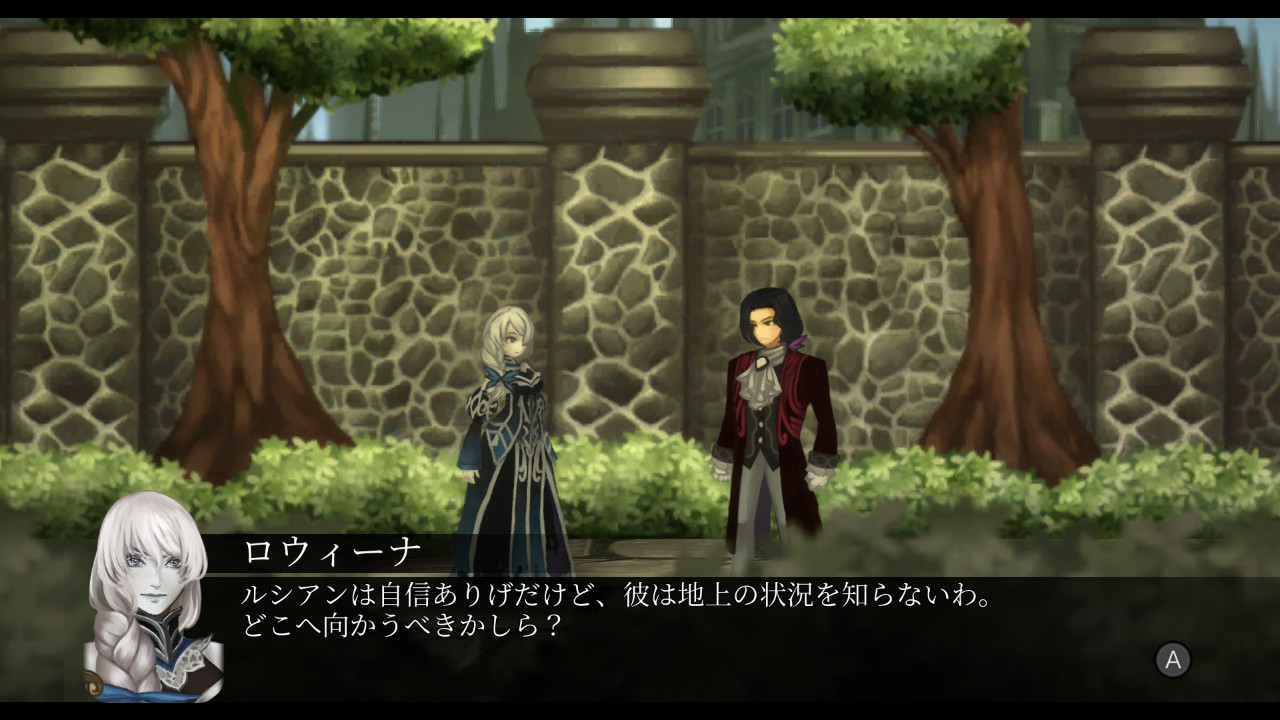 ロウィーナ
ルシアンは自信ありげだけど、彼は地上の状況を知らないわ。
どこへ向かうべきかしら？
A